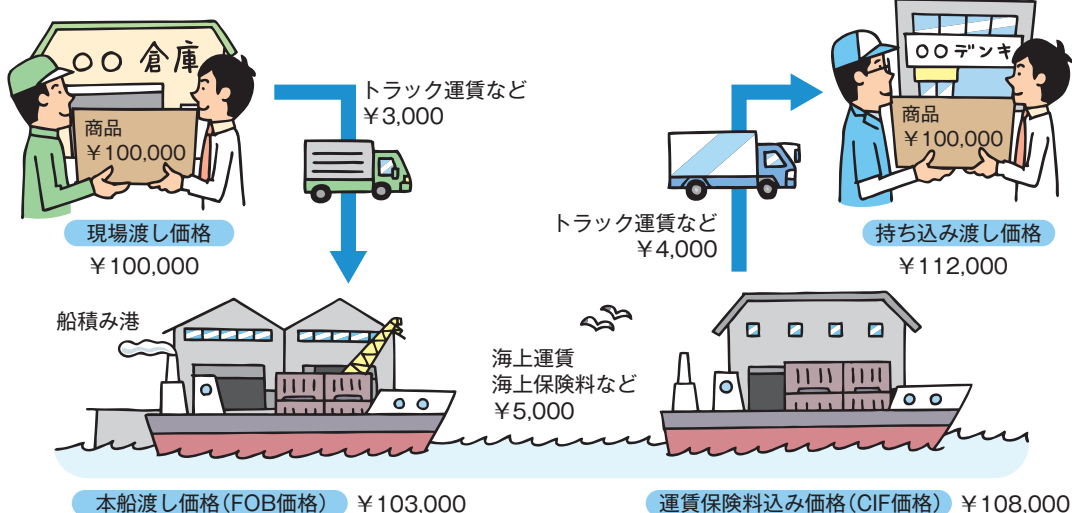 ○○ 倉庫
商品
￥100,000
現場渡し価格
￥100,000
トラック運賃など
￥3,000
船積み港
本船渡し価格（FOB価格） ￥103,000
海上運賃
海上保険料など
￥5,000
運賃保険料込み価格（CIF価格） ￥108,000
トラック運賃など
￥4,000
○○デンキ
商品
￥100,000
持ち込み渡し価格
￥112,000